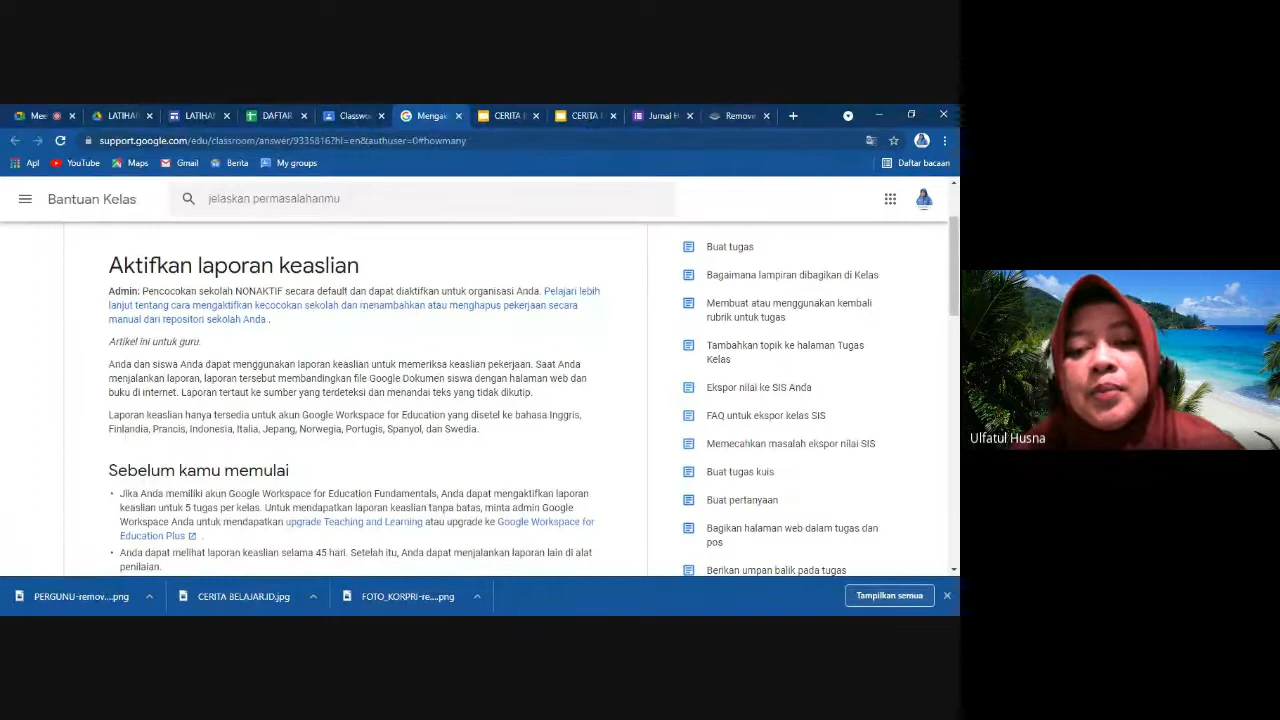 Mee
LATIHAN
LATIHAN
DAFTAR
Classwo
Mengak
CERITA B
CERITA B
Jurnal H
Remove
support.google.com/edu/classroom/answer/9335816?hl=en&authuser=0#howmany
Apl
YouTube
Maps
Gmail
Berita
My groups
Daftar bacaan
Bantuan Kelas
jelaskan permasalahanmu
Aktifkan laporan keaslian
Admin: Pencocokan sekolah NONAKTIF secara default dan dapat diaktifkan untuk organisasi Anda. Pelajari lebih
lanjut tentang cara mengaktifkan kecocokan sekolah dan menambahkan atau menghapus pekerjaan secara
manual dari repositori sekolah Anda .
Artikel ini untuk guru.
Anda dan siswa Anda dapat menggunakan laporan keaslian untuk memeriksa keaslian pekerjaan. Saat Anda
menjalankan laporan, laporan tersebut membandingkan file Google Dokumen siswa dengan halaman web dan
buku di internet. Laporan tertaut ke sumber yang terdeteksi dan menandai teks yang tidak dikutip.
Laporan keaslian hanya tersedia untuk akun Google Workspace for Education yang disetel ke bahasa Inggris,
Finlandia, Prancis, Indonesia, Italia, Jepang, Norwegia, Portugis, Spanyol, dan Swedia.
Sebelum kamu memulai
• Jika Anda memiliki akun Google Workspace for Education Fundamentals, Anda dapat mengaktifkan laporan
keaslian untuk 5 tugas per kelas. Untuk mendapatkan laporan keaslian tanpa batas, minta admin Google
Workspace Anda untuk mendapatkan upgrade Teaching and Learning atau upgrade ke Google Workspace for
Education Plus .
• Anda dapat melihat laporan keaslian selama 45 hari. Setelah itu, Anda dapat menjalankan laporan lain di alat
penilaian.
Buat tugas
Bagaimana lampiran dibagikan di Kelas
Membuat atau menggunakan kembali
rubrik untuk tugas
Tambahkan topik ke halaman Tugas
Kelas
Ekspor nilai ke SIS Anda
FAQ untuk ekspor kelas SIS
Memecahkan masalah ekspor nilai SIS
Buat tugas kuis
Buat pertanyaan
Bagikan halaman web dalam tugas dan
pos
Berikan umpan balik pada tugas
PERGUNU-remov....png
CERITA BELAJAR.ID.jpg
FOTO_KORPRI-re....png
Tampilkan semua
Ulfatul Husna